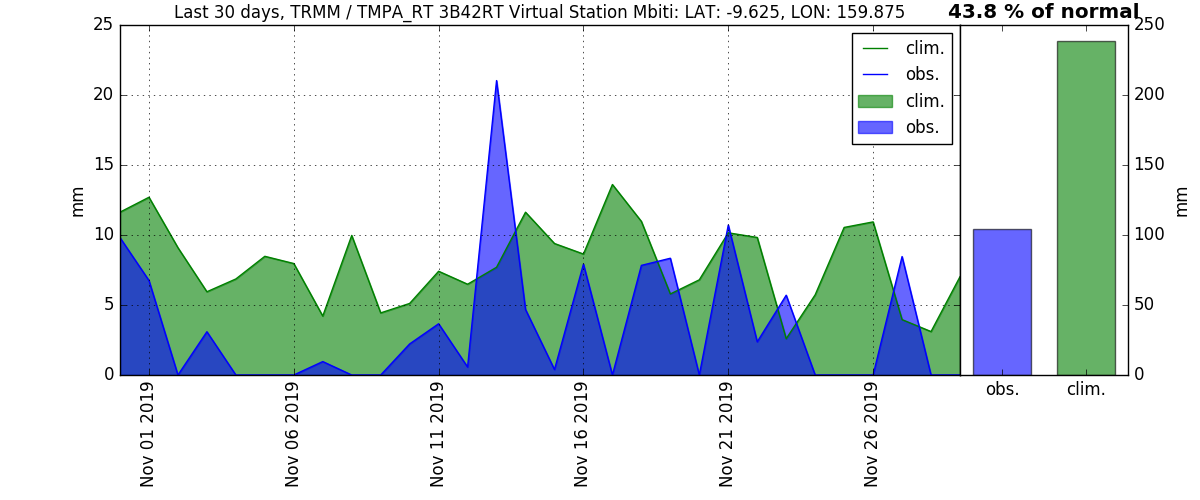 Last 30 days, TRMM / TMPA_RT 3B42RT Virtual Station Mbiti: LAT: -9.625, LON: 159.875
43.8 % of normal
25
20
15
10
5
0
mm
clim.
obs.
clim.
obs.
Nov 01 2019
Nov 06 2019
Nov 11 2019
Nov 16 2019
Nov 21 2019
Nov 26 2019
250
200
150
100
50
0
mm
obs.
clim.